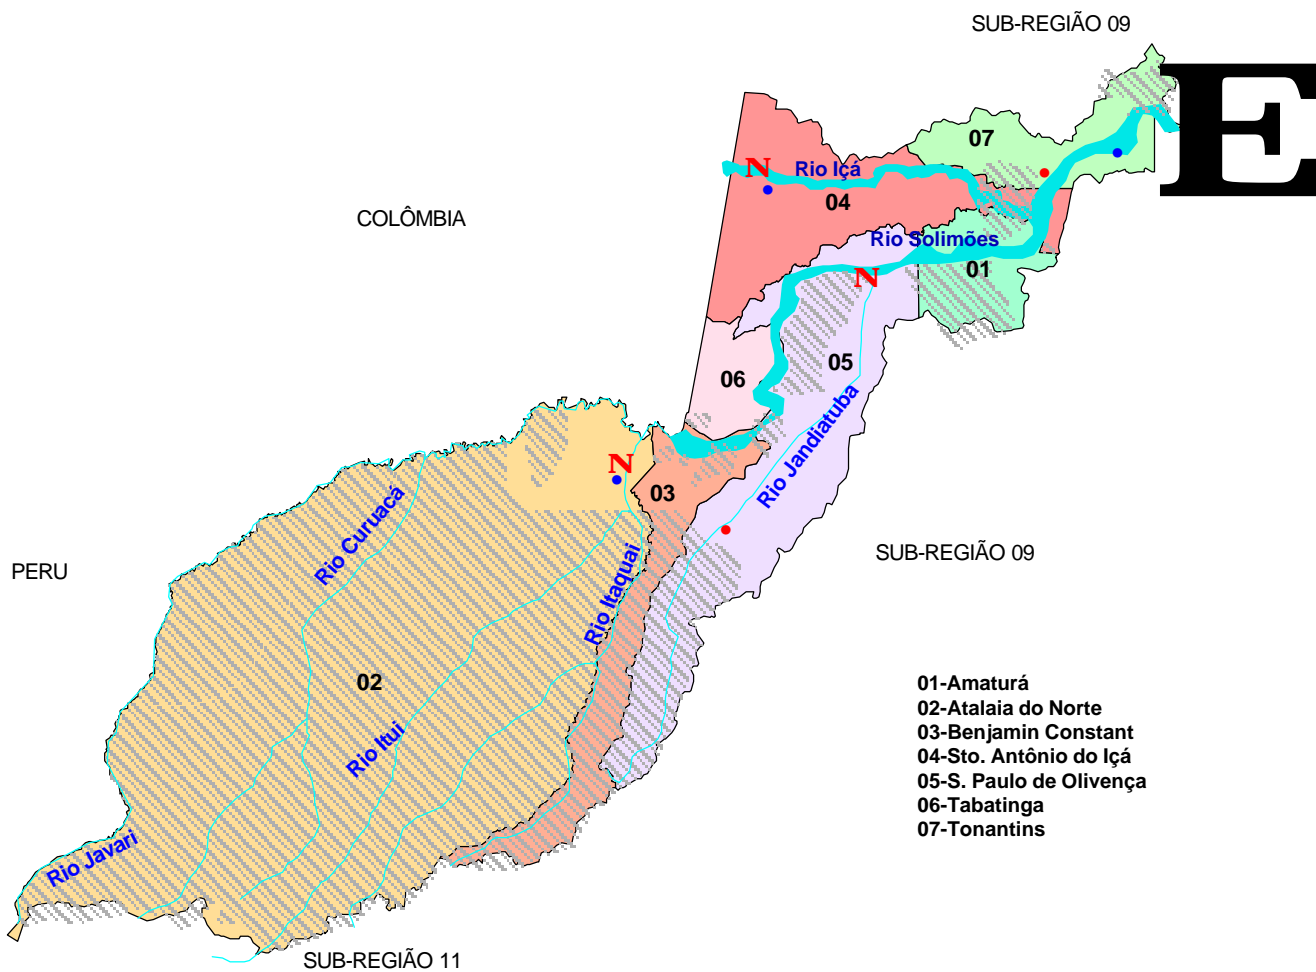 SUB-REGIÃO 09
E
07
N
Rio Içá
04
COLÔMBIA
Rio Solimões
01
N
05
06
Rio Jandiatuba
N
03
Rio Curuacá
SUB-REGIÃO 09
PERU
Rio Itaquai
02
Rio Itui
Rio Javari
SUB-REGIÃO 11
01-Amaturá
02-Atalaia do Norte
03-Benjamin Constant
04-Sto. Antônio do Içá
05-S. Paulo de Olivença
06-Tabatinga
07-Tonantins